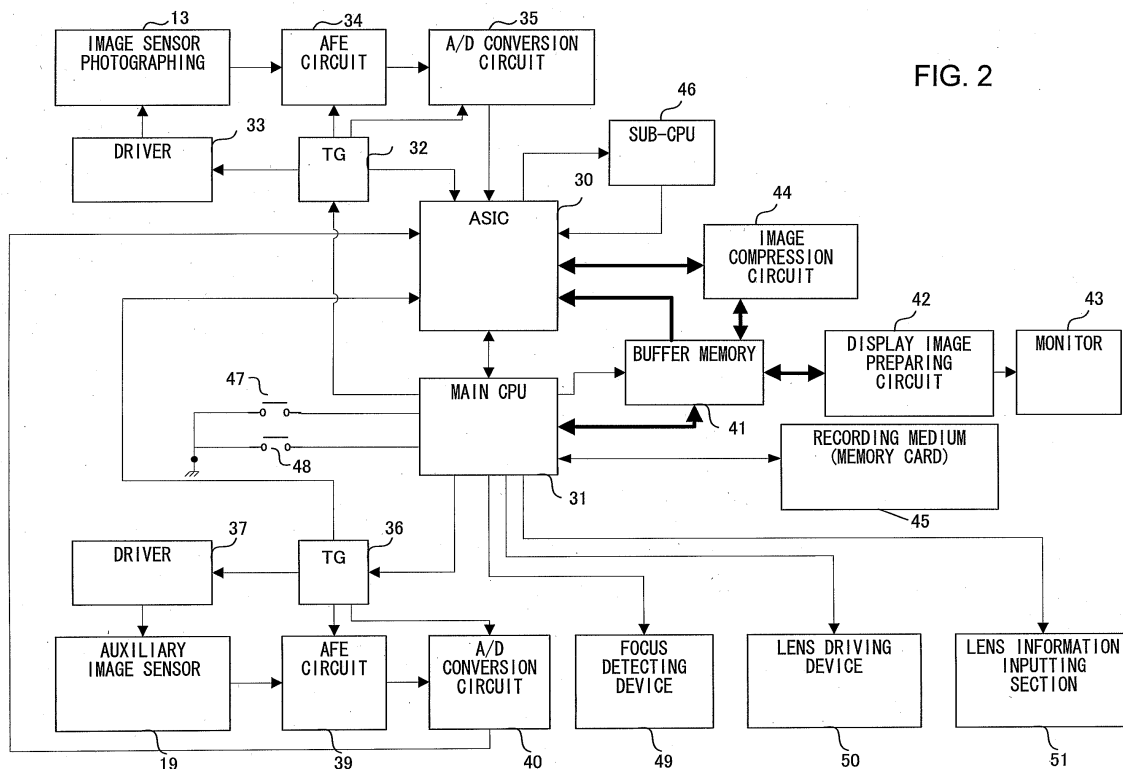 13
34
35
IMAGE SENSOR
PHOTOGRAPHING
AFE
CIRCUIT
A/D CONVERSION
CIRCUIT
FIG. 2
33
46
DRIVER
TG
32
SUB-CPU
30
ASIC
44
IMAGE
COMPRESSION
CIRCUIT
42
43
BUFFER MEMORY
DISPLAY IMAGE
PREPARING
CIRCUIT
MONITOR
47
MAIN CPU
41
48
RECORDING MEDIUM
(MEMORY CARD)
31
45
37
36
DRIVER
TG
AUXILIARY
IMAGE SENSOR
AFE
CIRCUIT
A/D
CONVERSION
CIRCUIT
FOCUS
DETECTING
DEVICE
LENS DRIVING
DEVICE
LENS INFORMATION
INPUTTING
SECTION
19
39
40
49
50
51